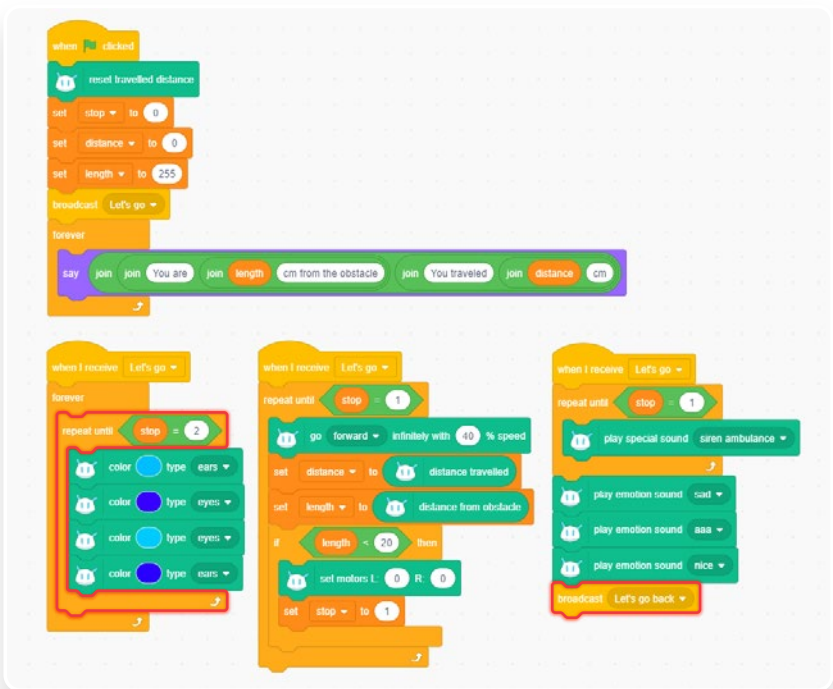 when clicked
reset travelled distance
set stop to 0
set distance to 0
set length to 255
broadcast Let's go
forever
say join join You are join length cm from the obstacle join You traveled join distance cm
when I receive Let's go
forever
repeat until stop = 2
color type ears
color type eyes
color type eyes
color type ears
when I receive Let's go
repeat until stop = 1
go forward infinitely with 40 % speed
set distance to distance travelled
set length to distance from obstacle
if length < 20 then
set motors L: 0 R: 0
set stop to 1
when I receive Let's go
repeat until stop = 1
play special sound siren ambulance
play emotion sound sad
play emotion sound aaa
play emotion sound nice
broadcast Let's go back